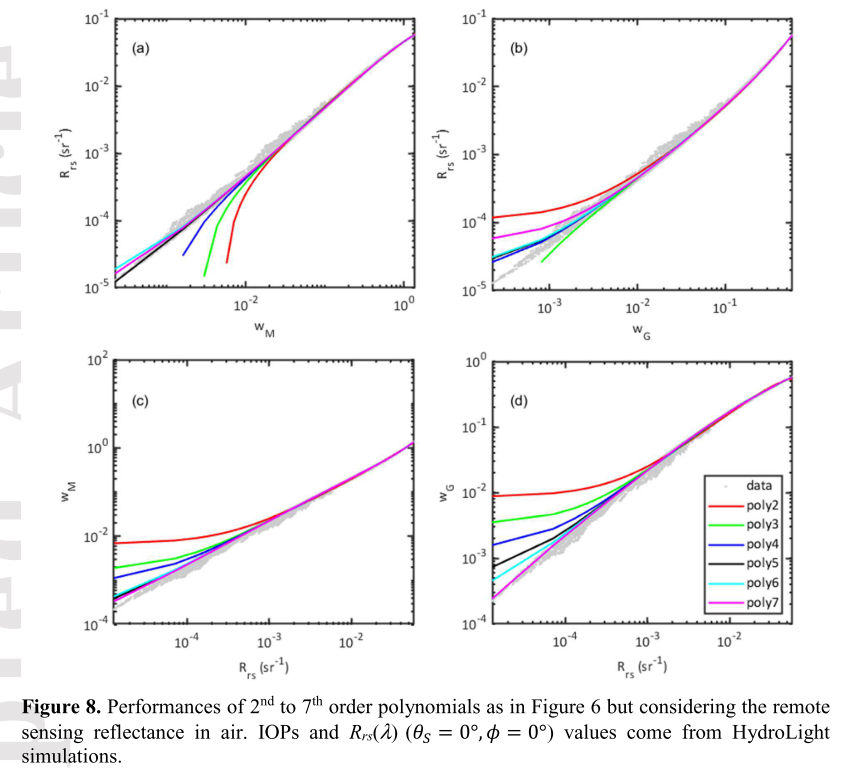 (a)
10^-1
10^-2
10^-3
10^-4
10^-5
R_rs (sr^-1)
10^-2
10^0
w_M
(b)
10^-1
10^-2
10^-3
10^-4
10^-5
R_rs (sr^-1)
10^-3
10^-2
10^-1
w_G
(c)
10^2
10^0
10^-2
10^-4
w_M
10^-4
10^-3
10^-2
R_rs (sr^-1)
(d)
10^0
10^-1
10^-2
10^-3
10^-4
w_G
data
poly2
poly3
poly4
poly5
poly6
poly7
10^-4
10^-3
10^-2
R_rs (sr^-1)
Figure 8. Performances of 2nd to 7th order polynomials as in Figure 6 but considering the remote
sensing reflectance in air. IOPs and R_rs(λ) (θ_S = 0°, ϕ = 0°) values come from HydroLight
simulations.